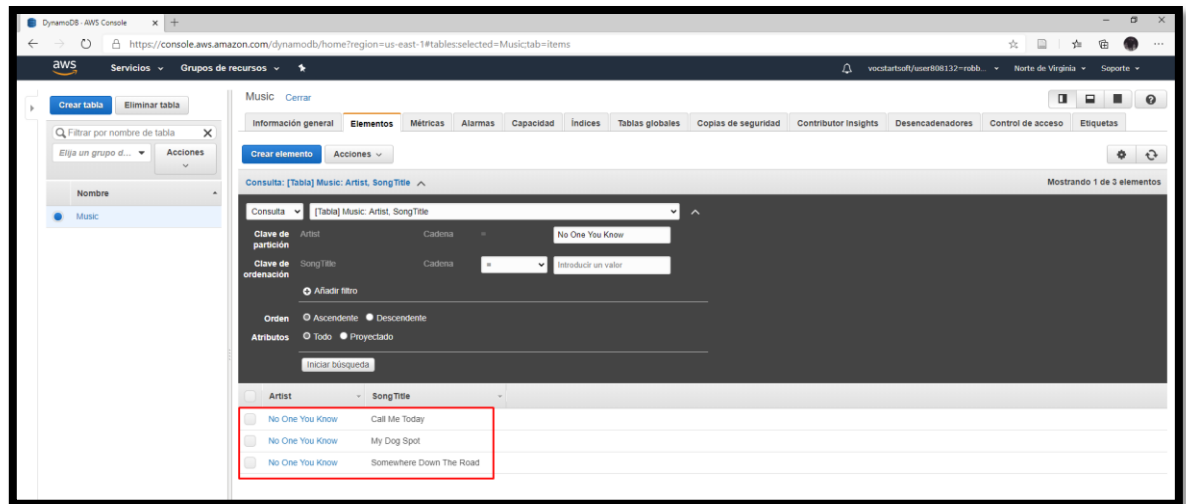 DynamoDB - AWS Console
https://console.aws.amazon.com/dynamodb/home?region=us-east-1#tables:selected=Music;tab=items
aws Servicios Grupos de recursos vocstartsoft/user808132=robb... Norte de Virginia Soporte
Crear tabla Eliminar tabla
Filtrar por nombre de tabla X
Elija un grupo d... Acciones
Nombre
Music
Music Cerrar
Información general Elementos Métricas Alarmas Capacidad Índices Tablas globales Copias de seguridad Contributor Insights Desencadenadores Control de acceso Etiquetas
Crear elemento Acciones
Consulta: [Tabla] Music: Artist, SongTitle Mostrando 1 de 3 elementos
Consulta [Tabla] Music: Artist, SongTitle
Clave de partición Artist Cadena = No One You Know
Clave de ordenación SongTitle Cadena = Introducir un valor
Añadir filtro
Orden Ascendente Descendente
Atributos Todo Proyectado
Iniciar búsqueda
Artist SongTitle
No One You Know Call Me Today
No One You Know My Dog Spot
No One You Know Somewhere Down The Road